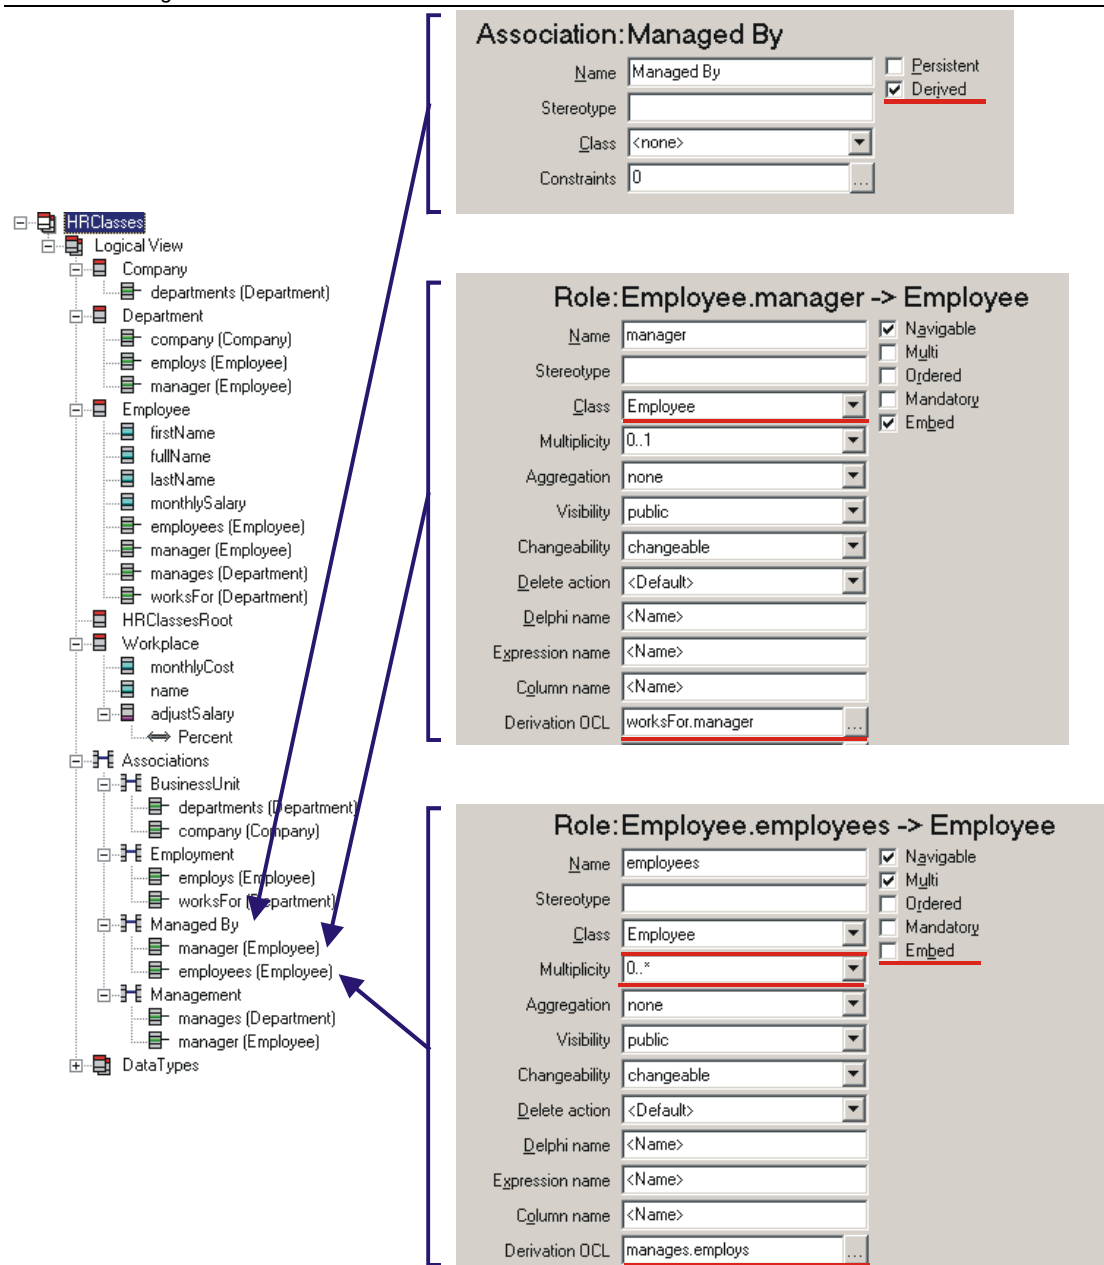 HRClasses
Logical View
Company
departments (Department)
Department
company (Company)
employs (Employee)
manager (Employee)
Employee
firstName
fullName
lastName
monthlySalary
employees (Employee)
manager (Employee)
manages (Department)
worksFor (Department)
HRClassesRoot
Workplace
monthlyCost
name
adjustSalary
Percent
Associations
BusinessUnit
departments (Department)
company (Company)
Employment
employs (Employee)
worksFor (Department)
Managed By
manager (Employee)
employees (Employee)
Management
manages (Department)
manager (Employee)
DataTypes
Association:Managed By
Name Managed By
Persistent
Derived
Stereotype
Class <none>
Constraints 0 ...
Role:Employee.manager -> Employee
Name manager
Navigable
Multi
Stereotype
Ordered
Class Employee
Mandatory
Embed
Multiplicity 0..1
Aggregation none
Visibility public
Changeability changeable
Delete action <Default>
Delphi name <Name>
Expression name <Name>
Column name <Name>
Derivation OCL worksFor.manager ...
Role:Employee.employees -> Employee
Name employees
Navigable
Multi
Stereotype
Ordered
Class Employee
Mandatory
Embed
Multiplicity 0..*
Aggregation none
Visibility public
Changeability changeable
Delete action <Default>
Delphi name <Name>
Expression name <Name>
Column name <Name>
Derivation OCL manages.employs ...